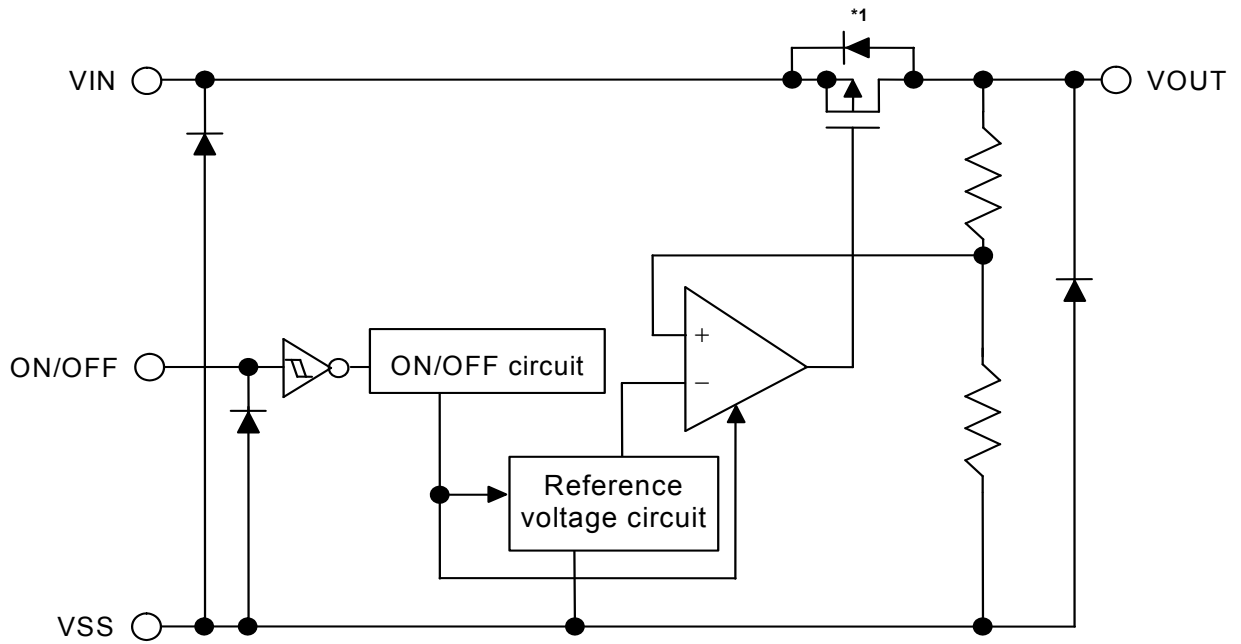 *1
VIN
VOUT
+
ON/OFF
ON/OFF circuit
−
Reference
voltage circuit
VSS